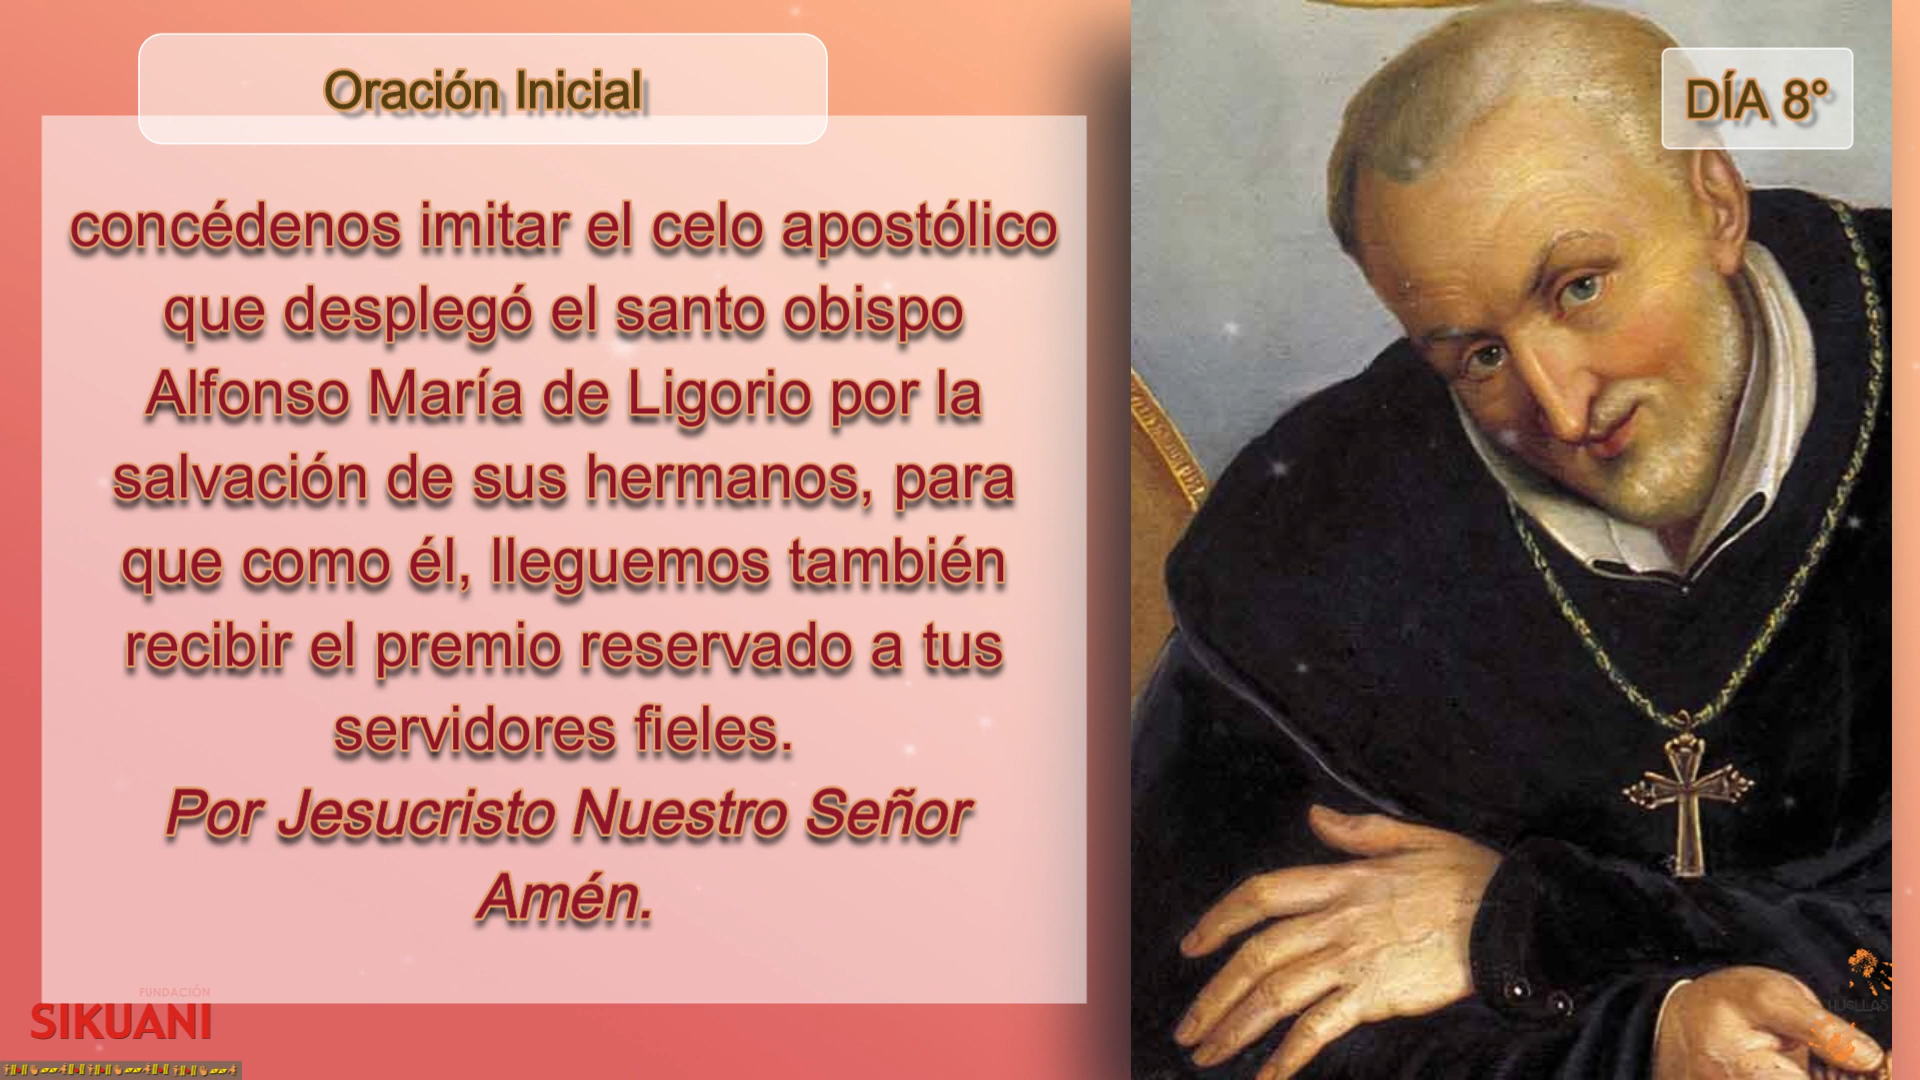 Oración Inicial
DÍA 8°
concédenos imitar el celo apostólico
que desplegó el santo obispo
Alfonso María de Ligorio por la
salvación de sus hermanos, para
que como él, lleguemos también
recibir el premio reservado a tus
servidores fieles.
Por Jesucristo Nuestro Señor
Amén.
FUNDACIÓN
SIKUANI
HUELLAS